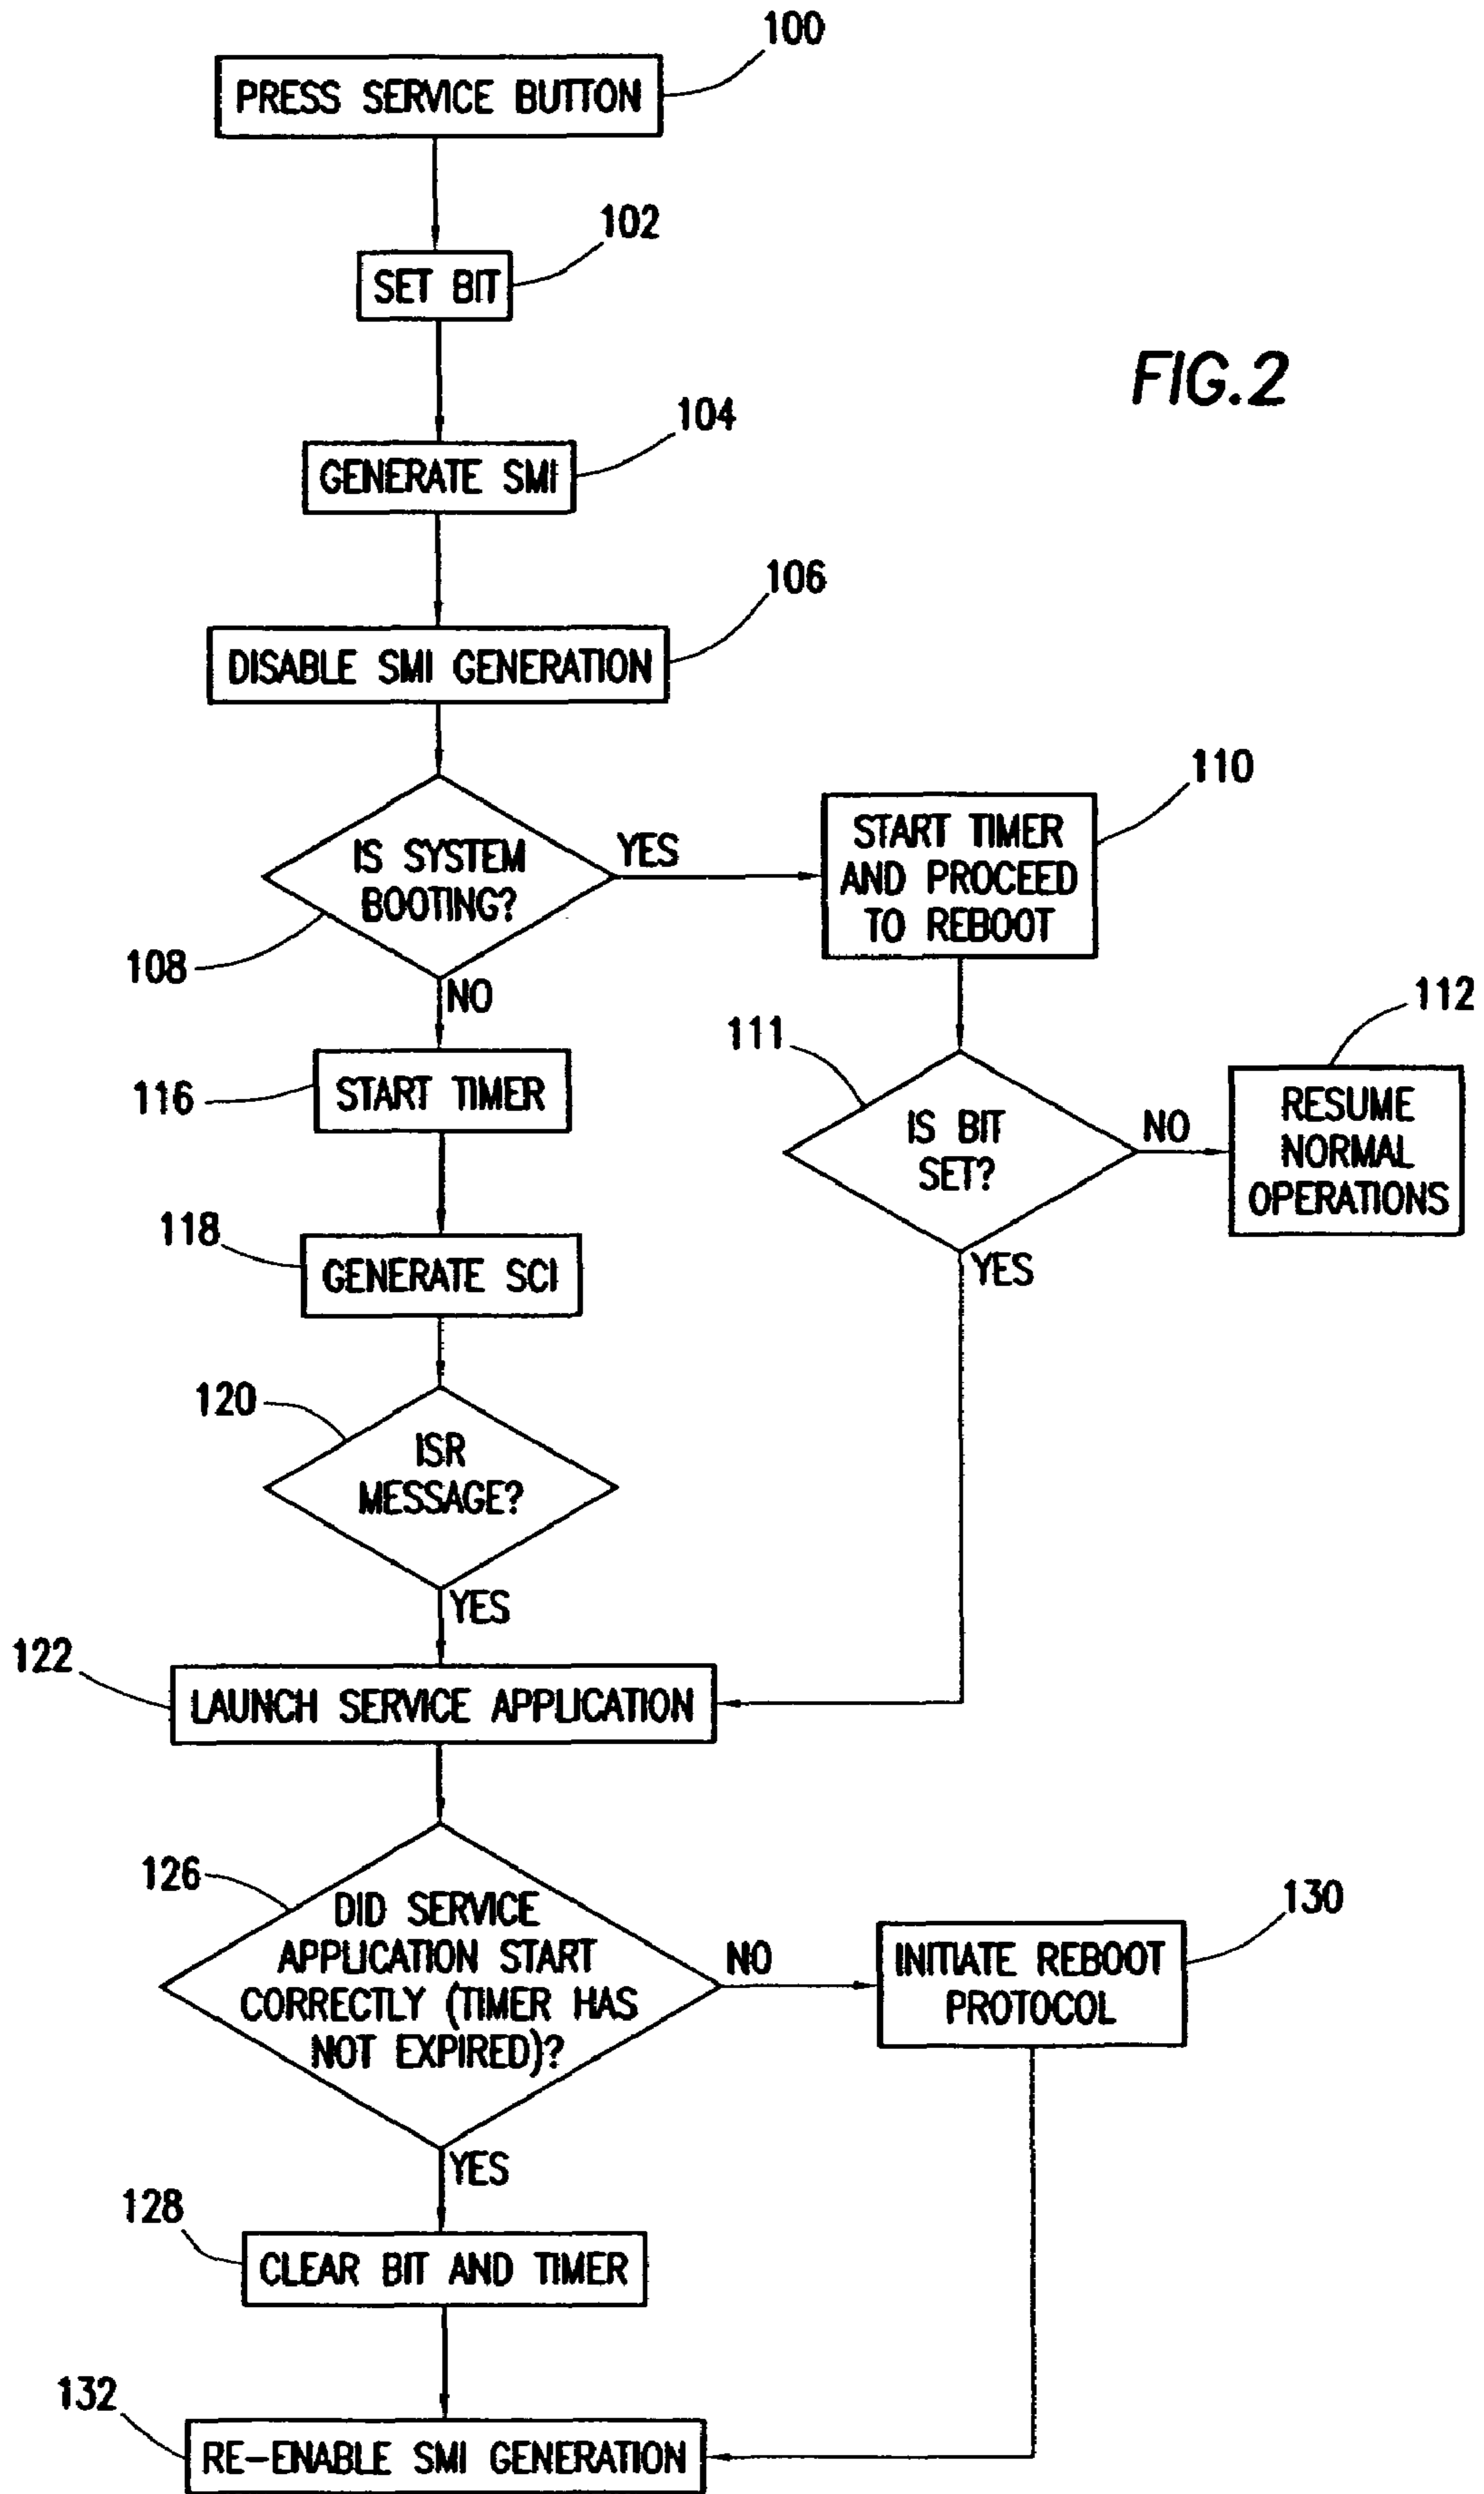 100
PRESS SERVICE BUTTON
102
SET BIT
FIG.2
104
GENERATE SMI
106
DISABLE SMI GENERATION
110
START TIMER
AND PROCEED
TO REBOOT
IS SYSTEM
BOOTING?
YES
108
NO
112
111
116
START TIMER
IS BIT
SET?
NO
RESUME
NORMAL
OPERATIONS
118
GENERATE SCI
YES
120
ISR
MESSAGE?
YES
122
LAUNCH SERVICE APPLICATION
126
DID SERVICE
APPLICATION START
CORRECTLY (TIMER HAS
NOT EXPIRED)?
NO
130
INITIATE REBOOT
PROTOCOL
YES
128
CLEAR BIT AND TIMER
132
RE-ENABLE SMI GENERATION